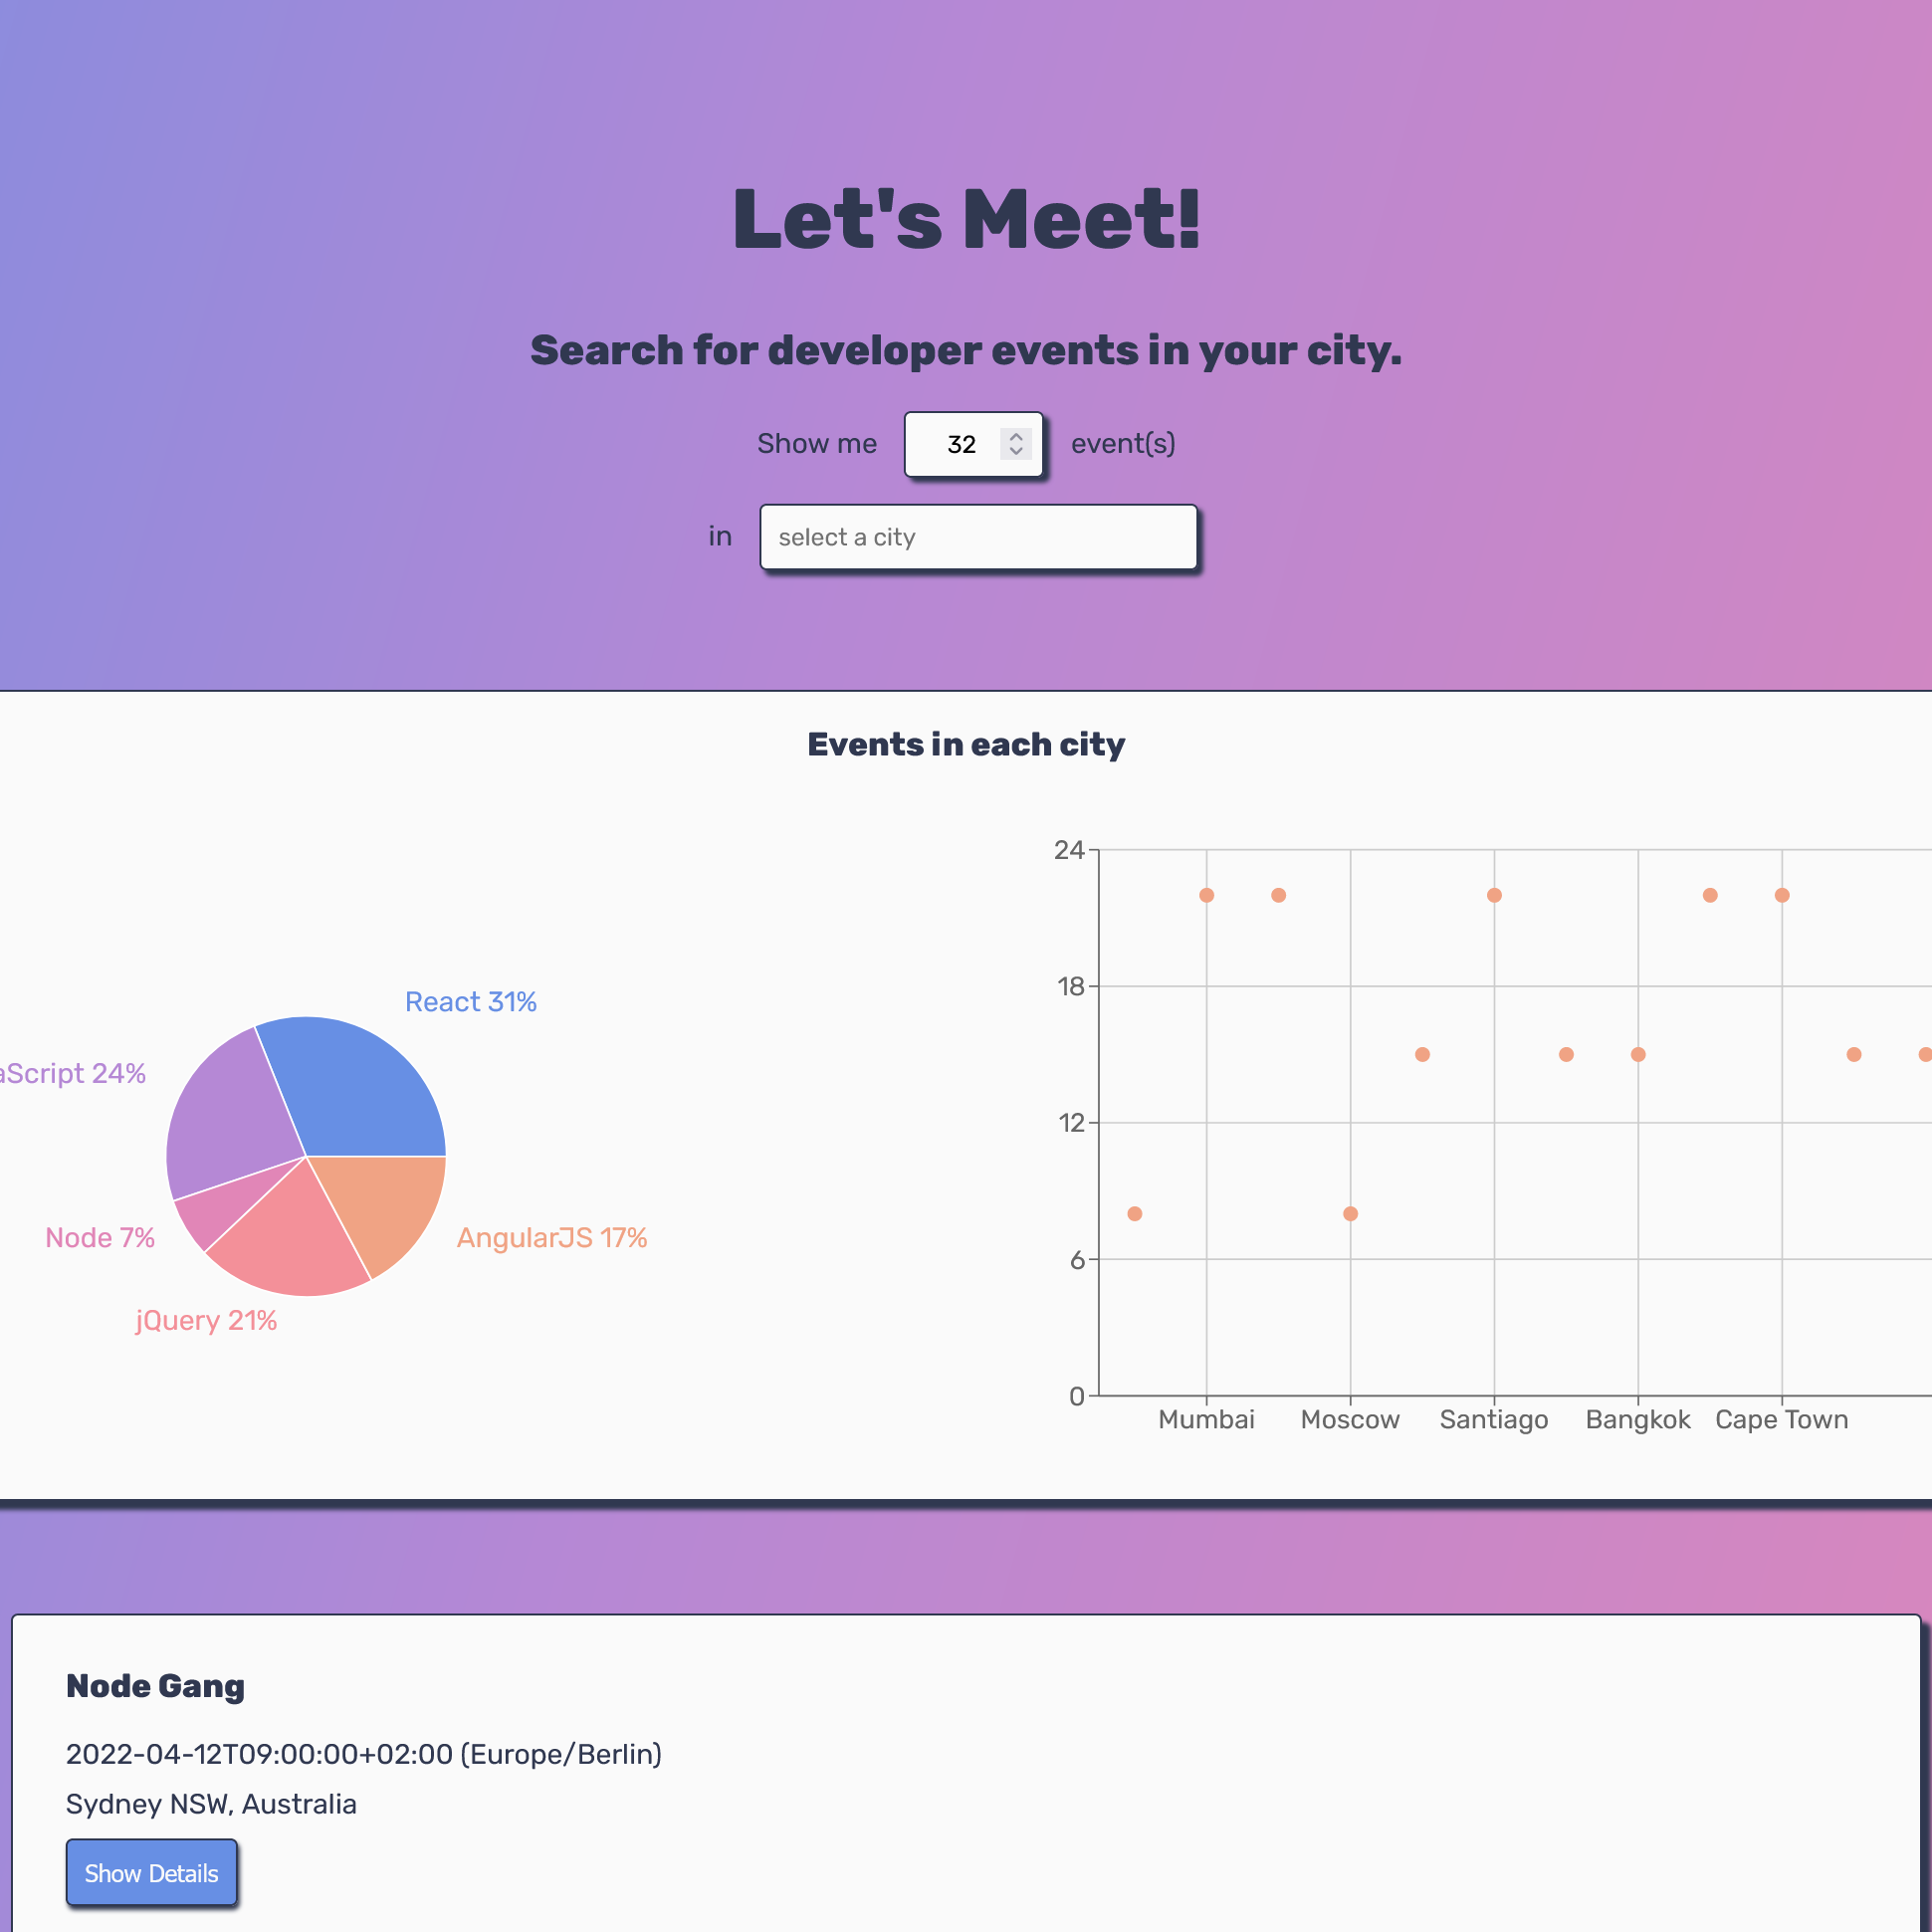 Let's Meet!
Search for developer events in your city.
Show me 32 event(s)
in select a city
Events in each city
React 31%
aScript 24%
Node 7%
AngularJS 17%
jQuery 21%
24
18
12
6
0
Mumbai Moscow Santiago Bangkok Cape Town
Node Gang
2022-04-12T09:00:00+02:00 (Europe/Berlin)
Sydney NSW, Australia
Show Details